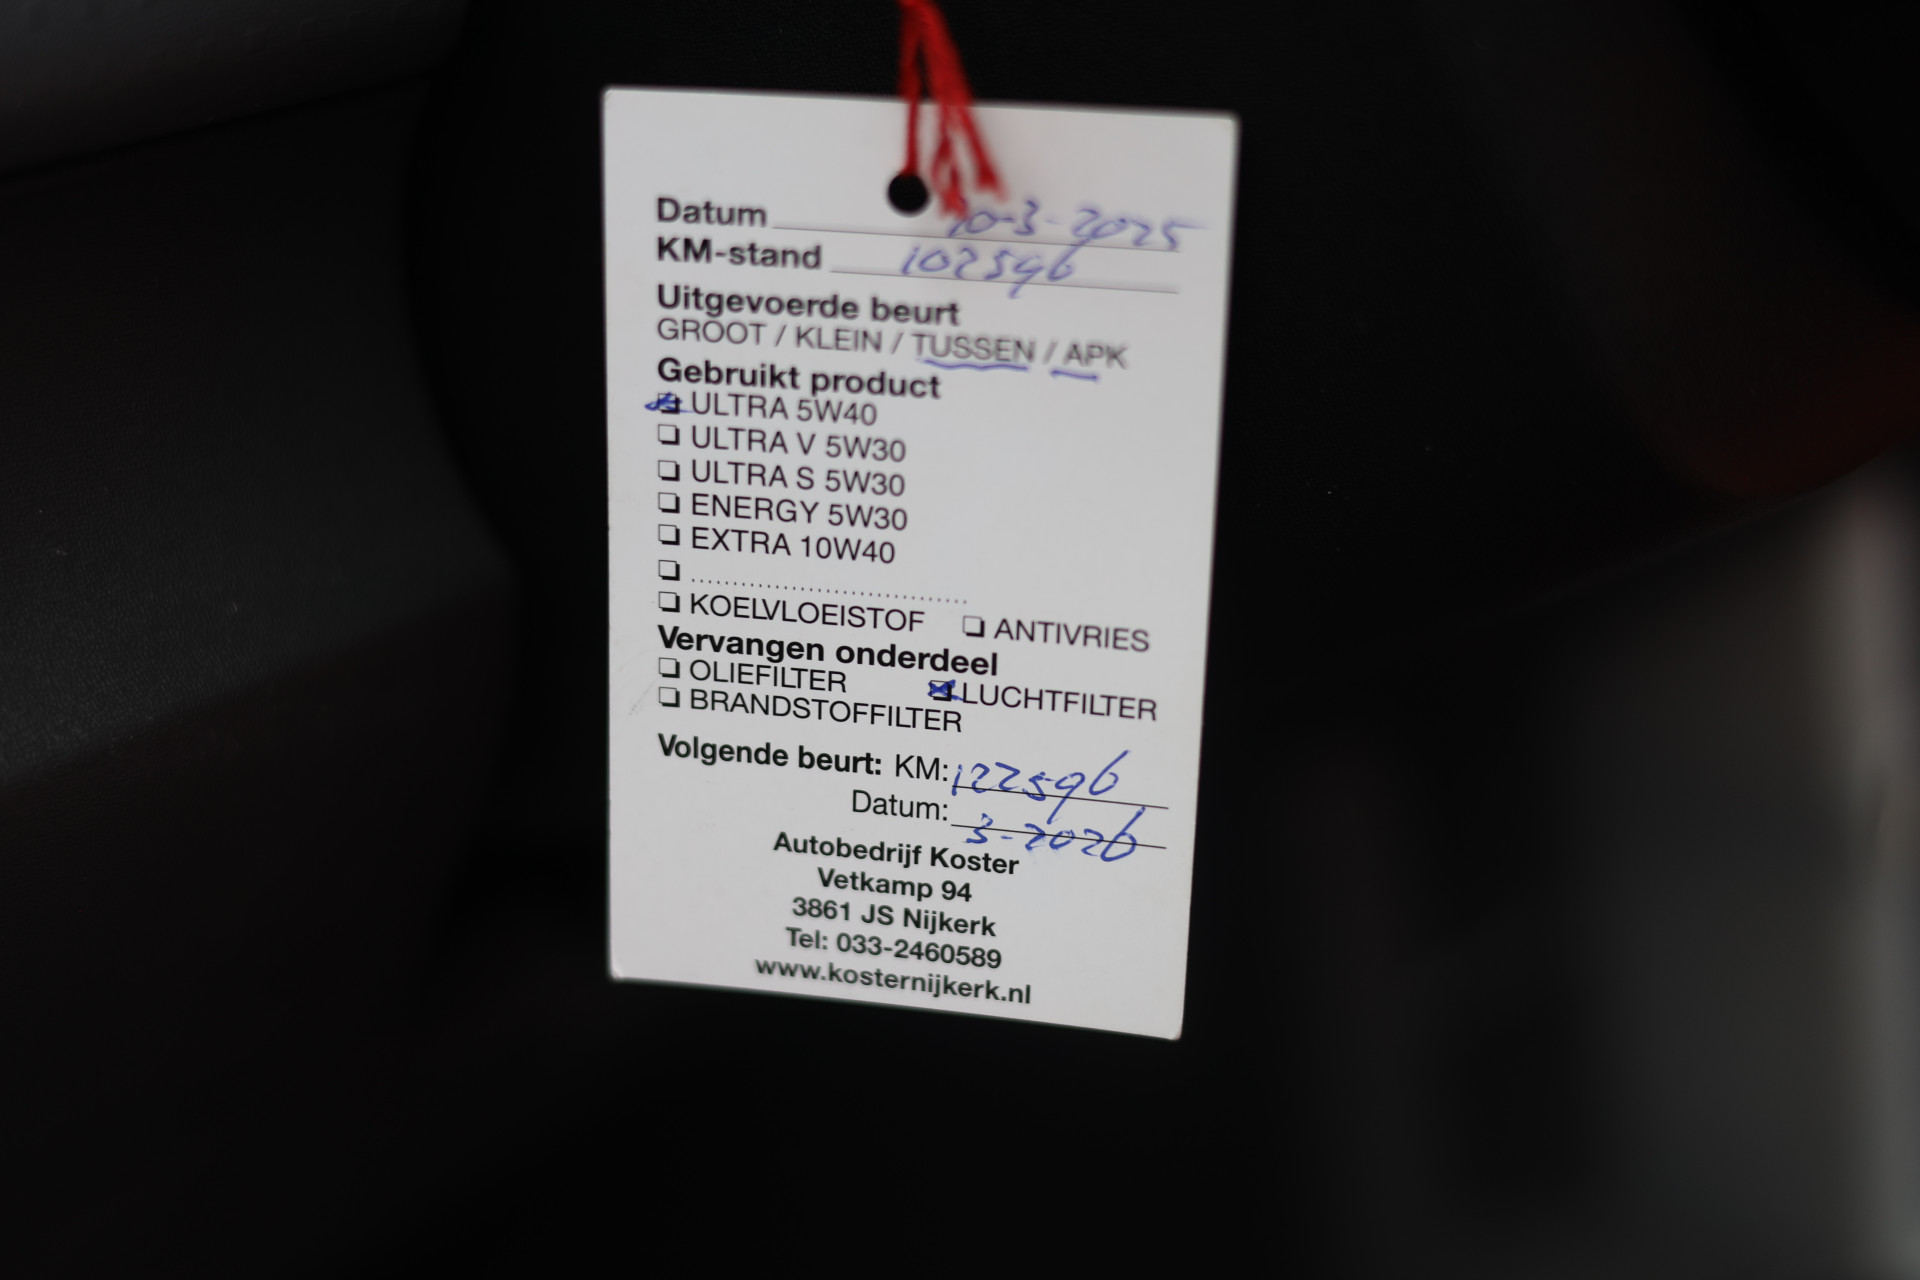 Datum 10-3-2025
KM-stand 102596
Uitgevoerde beurt
GROOT / KLEIN / TUSSEN / APK
Gebruikt product
ULTRA 5W40
ULTRA V 5W30
ULTRA S 5W30
ENERGY 5W30
EXTRA 10W40
..................................
KOELVLOEISTOF ANTIVRIES
Vervangen onderdeel
OLIEFILTER LUCHTFILTER
BRANDSTOFFILTER
Volgende beurt: KM: 122596
Datum: 3-2026
Autobedrijf Koster
Vetkamp 94
3861 JS Nijkerk
Tel: 033-2460589
www.kosternijkerk.nl